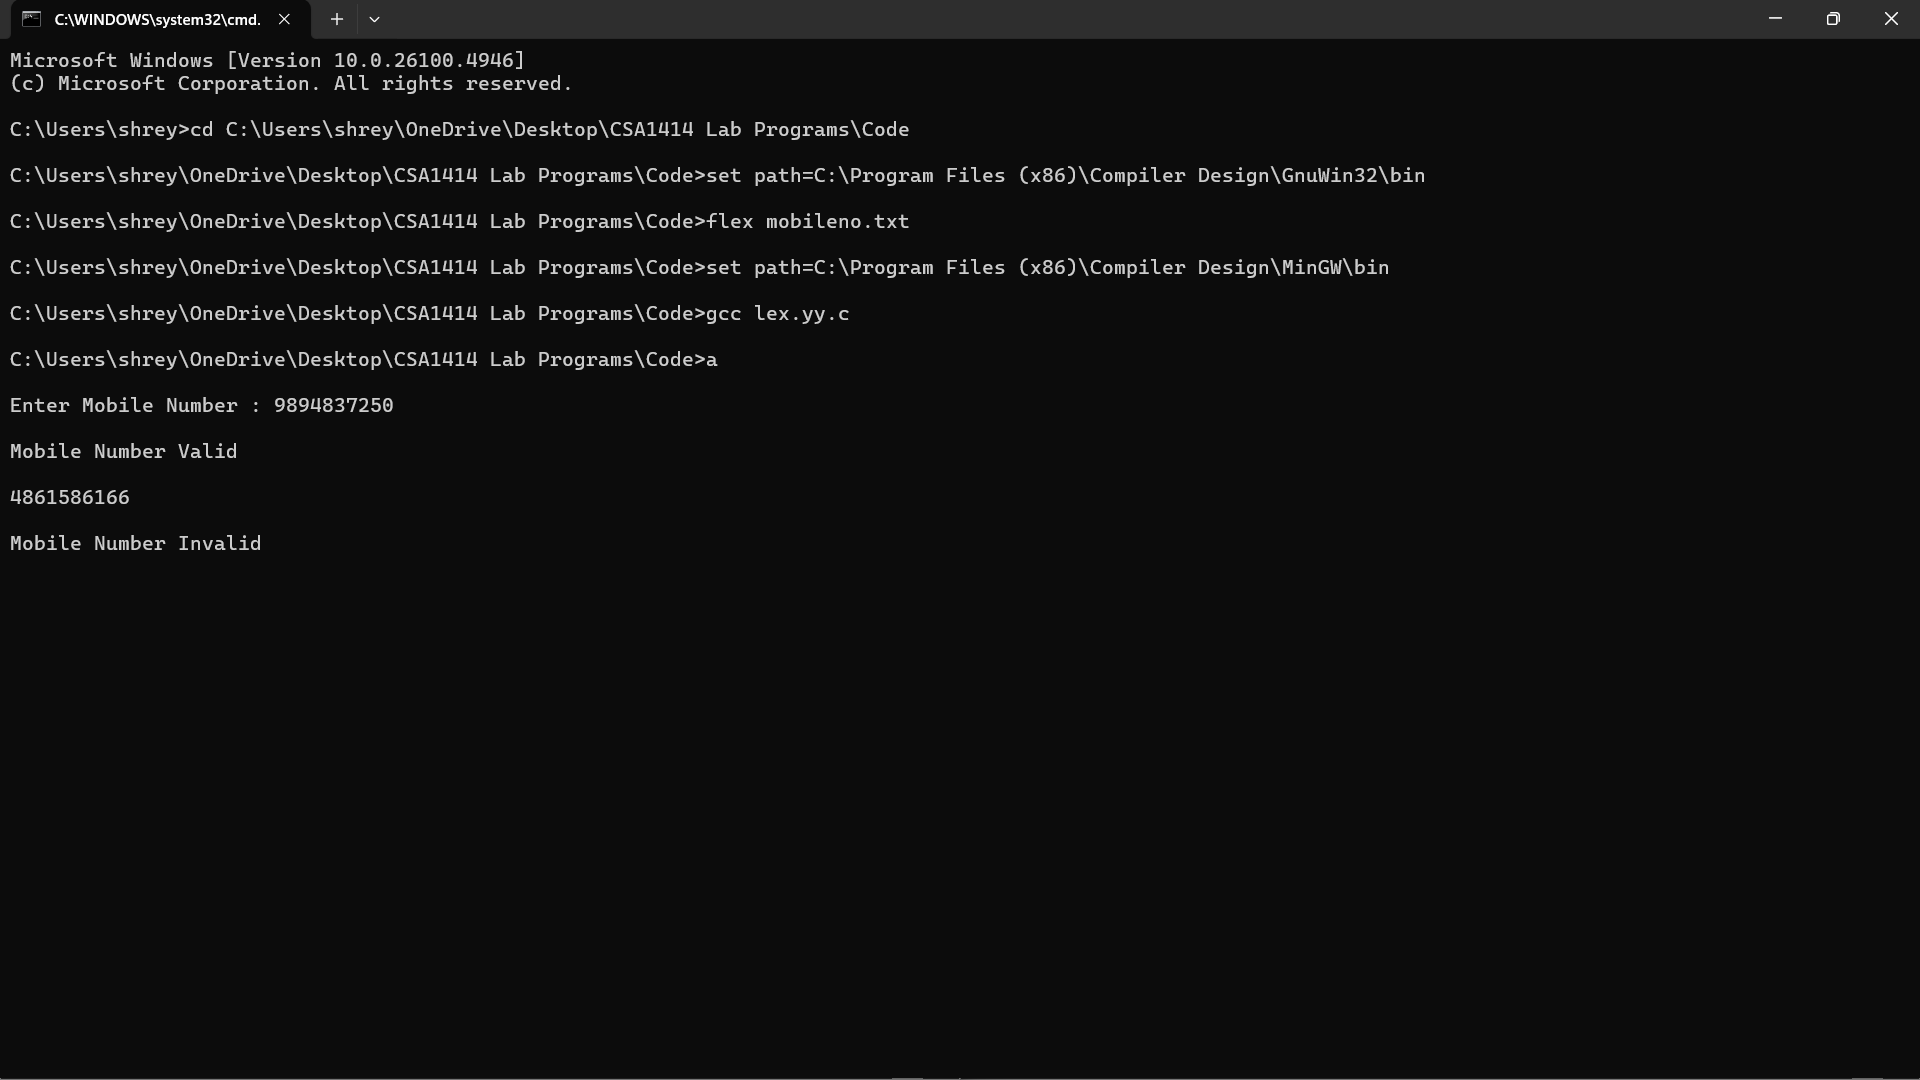 C:\WINDOWS\system32\cmd.
Microsoft Windows [Version 10.0.26100.4946]
(c) Microsoft Corporation. All rights reserved.
C:\Users\shrey>cd C:\Users\shrey\OneDrive\Desktop\CSA1414 Lab Programs\Code
C:\Users\shrey\OneDrive\Desktop\CSA1414 Lab Programs\Code>set path=C:\Program Files (x86)\Compiler Design\GnuWin32\bin
C:\Users\shrey\OneDrive\Desktop\CSA1414 Lab Programs\Code>flex mobileno.txt
C:\Users\shrey\OneDrive\Desktop\CSA1414 Lab Programs\Code>set path=C:\Program Files (x86)\Compiler Design\MinGW\bin
C:\Users\shrey\OneDrive\Desktop\CSA1414 Lab Programs\Code>gcc lex.yy.c
C:\Users\shrey\OneDrive\Desktop\CSA1414 Lab Programs\Code>a
Enter Mobile Number : 9894837250
Mobile Number Valid
4861586166
Mobile Number Invalid